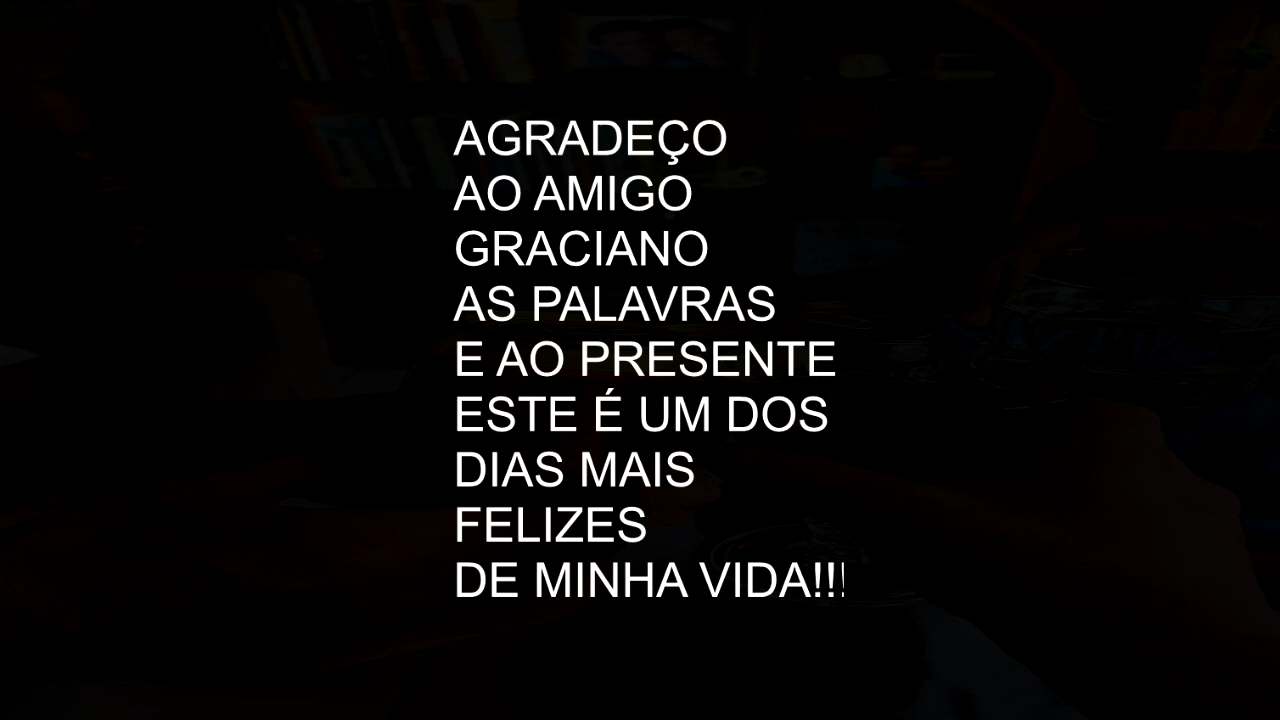 AGRADEÇO
AO AMIGO
GRACIANO
AS PALAVRAS
E AO PRESENTE
ESTE É UM DOS
DIAS MAIS
FELIZES
DE MINHA VIDA!!!